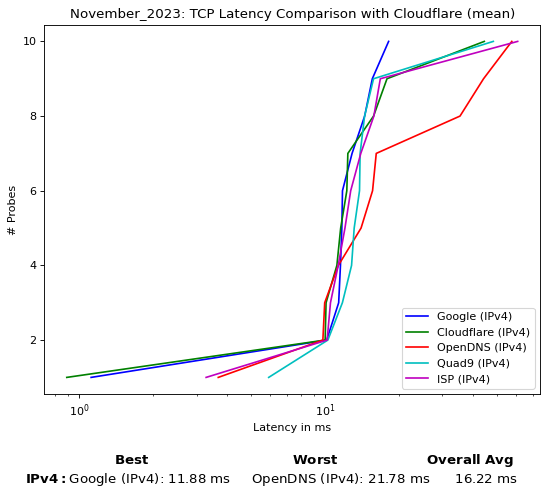 November_2023: TCP Latency Comparison with Cloudflare (mean)
# Probes
10
8
6
4
2
10⁰
10¹
Latency in ms
Google (IPv4)
Cloudflare (IPv4)
OpenDNS (IPv4)
Quad9 (IPv4)
ISP (IPv4)
Best Worst Overall Avg
IPv4: Google (IPv4): 11.88 ms OpenDNS (IPv4): 21.78 ms 16.22 ms